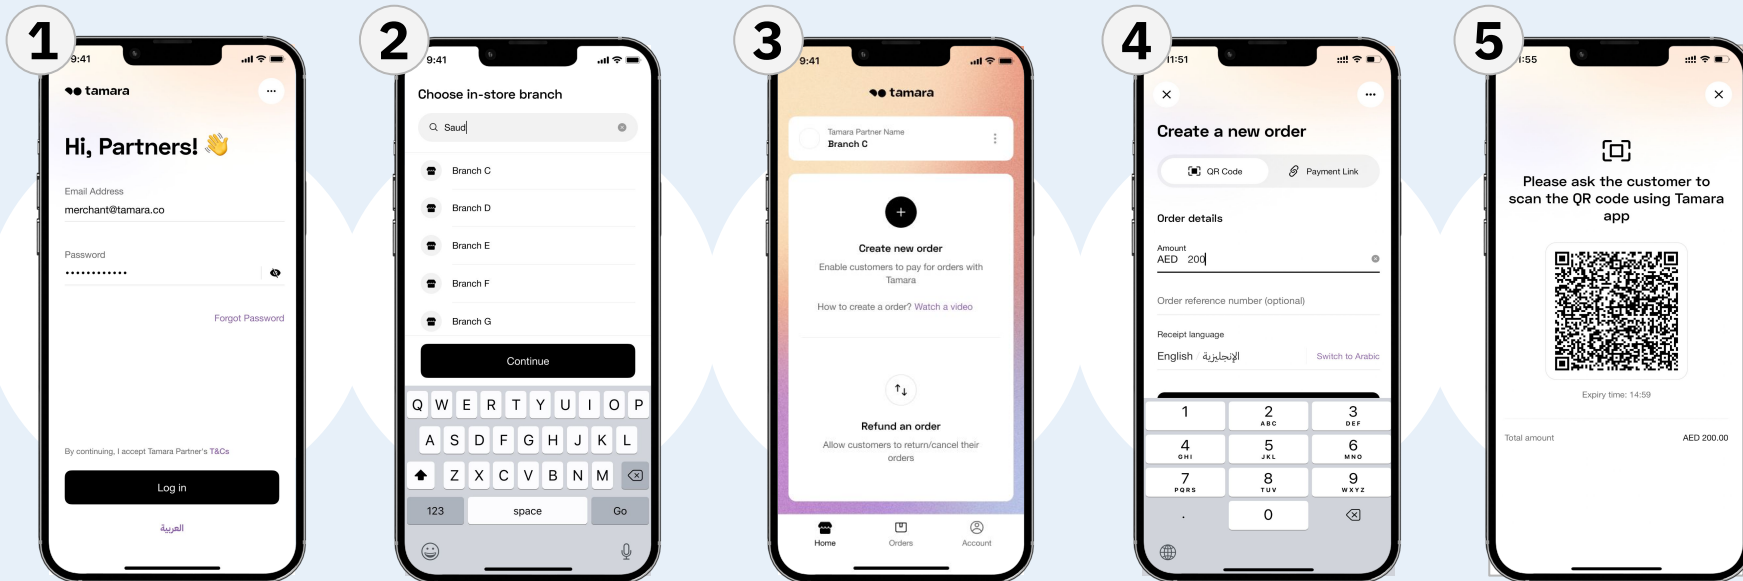 1
9:41
tamara
...
Hi, Partners! 👋
Email Address
merchant@tamara.co
Password
••••••••••••
Forgot Password
By continuing, I accept Tamara Partner's T&Cs
Log in
العربية
2
9:41
Choose in-store branch
Saud
Branch C
Branch D
Branch E
Branch F
Branch G
Continue
Q W E R T Y U I O P
A S D F G H J K L
Z X C V B N M
123 space Go
3
9:41
tamara
Tamara Partner Name
Branch C
Create new order
Enable customers to pay for orders with
Tamara
How to create a order? Watch a video
Refund an order
Allow customers to return/cancel their
orders
Home Orders Account
4
11:51
...
Create a new order
QR Code Payment Link
Order details
Amount
AED 200
Order reference number (optional)
Receipt language
English / الإنجليزية Switch to Arabic
1 2 3
ABC DEF
4 5 6
GHI JKL MNO
7 8 9
PQRS TUV WXYZ
. 0
5
1:55
Please ask the customer to
scan the QR code using Tamara
app
Expiry time: 14:59
Total amount AED 200.00